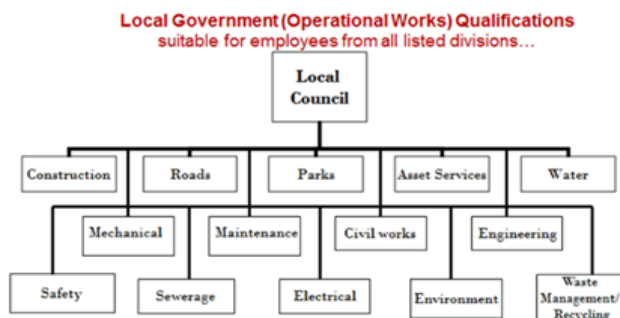 Local Government (Operational Works) Qualifications
suitable for employees from all listed divisions...
Local
Council
Construction
Roads
Parks
Asset Services
Water
Mechanical
Maintenance
Civil works
Engineering
Safety
Sewerage
Electrical
Environment
Waste
Management/
Recycling